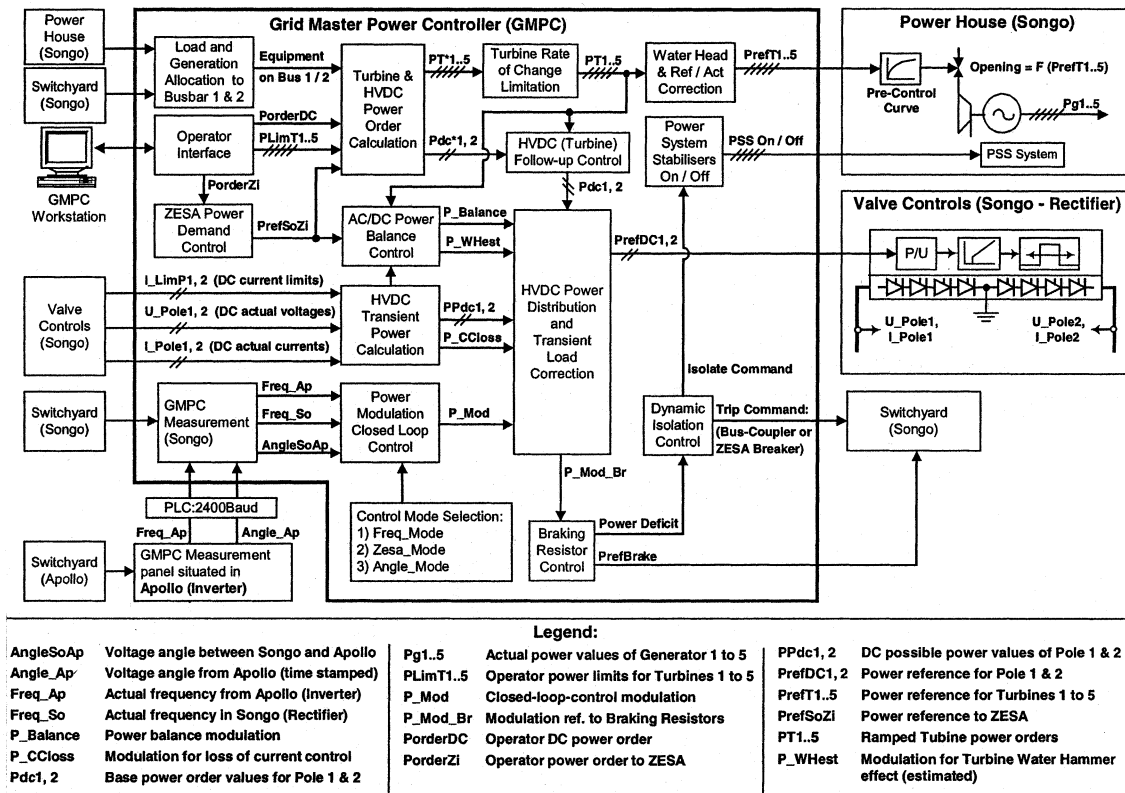 Grid Master Power Controller (GMPC)
Power House (Songo)
Power
House
(Songo)
Switchyard
(Songo)
GMPC
Workstation
Load and
Generation
Allocation to
Busbar 1 & 2
Equipment
on Bus 1 / 2
Turbine &
HVDC
Power
Order
Calculation
PT*1..5
Turbine Rate
of Change
Limitation
PT1..5
Water Head
& Ref / Act
Correction
PrefT1..5
Pre-Control
Curve
Opening = F (PrefT1..5)
Pg1..5
Operator
Interface
PorderDC
PLimT1..5
PorderZi
Pdc*1, 2
HVDC (Turbine)
Follow-up Control
Pdc1, 2
Power
System
Stabilisers
On / Off
PSS On / Off
PSS System
ZESA Power
Demand
Control
PrefSoZi
AC/DC Power
Balance
Control
P_Balance
P_WHest
HVDC Power
Distribution
and
Transient
Load
Correction
PrefDC1, 2
Valve Controls (Songo - Rectifier)
P/U
U_Pole1,
I_Pole1
U_Pole2,
I_Pole2
Valve
Controls
(Songo)
I_LimP1, 2 (DC current limits)
U_Pole1, 2 (DC actual voltages)
I_Pole1, 2 (DC actual currents)
HVDC
Transient
Power
Calculation
PPdc1, 2
P_CCloss
Isolate Command
Switchyard
(Songo)
GMPC
Measurement
(Songo)
Freq_Ap
Freq_So
AngleSoAp
Power
Modulation
Closed Loop
Control
P_Mod
Dynamic
Isolation
Control
Trip Command:
(Bus-Coupler or
ZESA Breaker)
Switchyard
(Songo)
P_Mod_Br
PLC:2400Baud
Freq_Ap
Angle_Ap
Control Mode Selection:
1) Freq_Mode
2) Zesa_Mode
3) Angle_Mode
Braking
Resistor
Control
Power Deficit
PrefBrake
Switchyard
(Apollo)
GMPC Measurement
panel situated in
Apollo (Inverter)
Legend:
AngleSoAp Voltage angle between Songo and Apollo
Angle_Ap Voltage angle from Apollo (time stamped)
Freq_Ap Actual frequency from Apollo (Inverter)
Freq_So Actual frequency in Songo (Rectifier)
P_Balance Power balance modulation
P_CCloss Modulation for loss of current control
Pdc1, 2 Base power order values for Pole 1 & 2
Pg1..5 Actual power values of Generator 1 to 5
PLimT1..5 Operator power limits for Turbines 1 to 5
P_Mod Closed-loop-control modulation
P_Mod_Br Modulation ref. to Braking Resistors
PorderDC Operator DC power order
PorderZi Operator power order to ZESA
PPdc1, 2 DC possible power values of Pole 1 & 2
PrefDC1, 2 Power reference for Pole 1 & 2
PrefT1..5 Power reference for Turbines 1 to 5
PrefSoZi Power reference to ZESA
PT1..5 Ramped Tubine power orders
P_WHest Modulation for Turbine Water Hammer
effect (estimated)